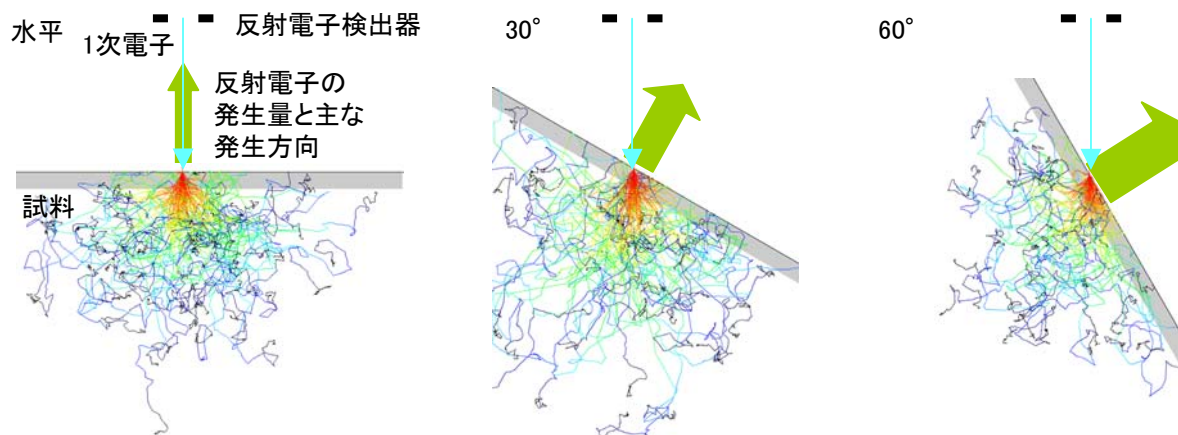 水平
1次電子
反射電子検出器
反射電子の
発生量と主な
発生方向
試料
30°
60°